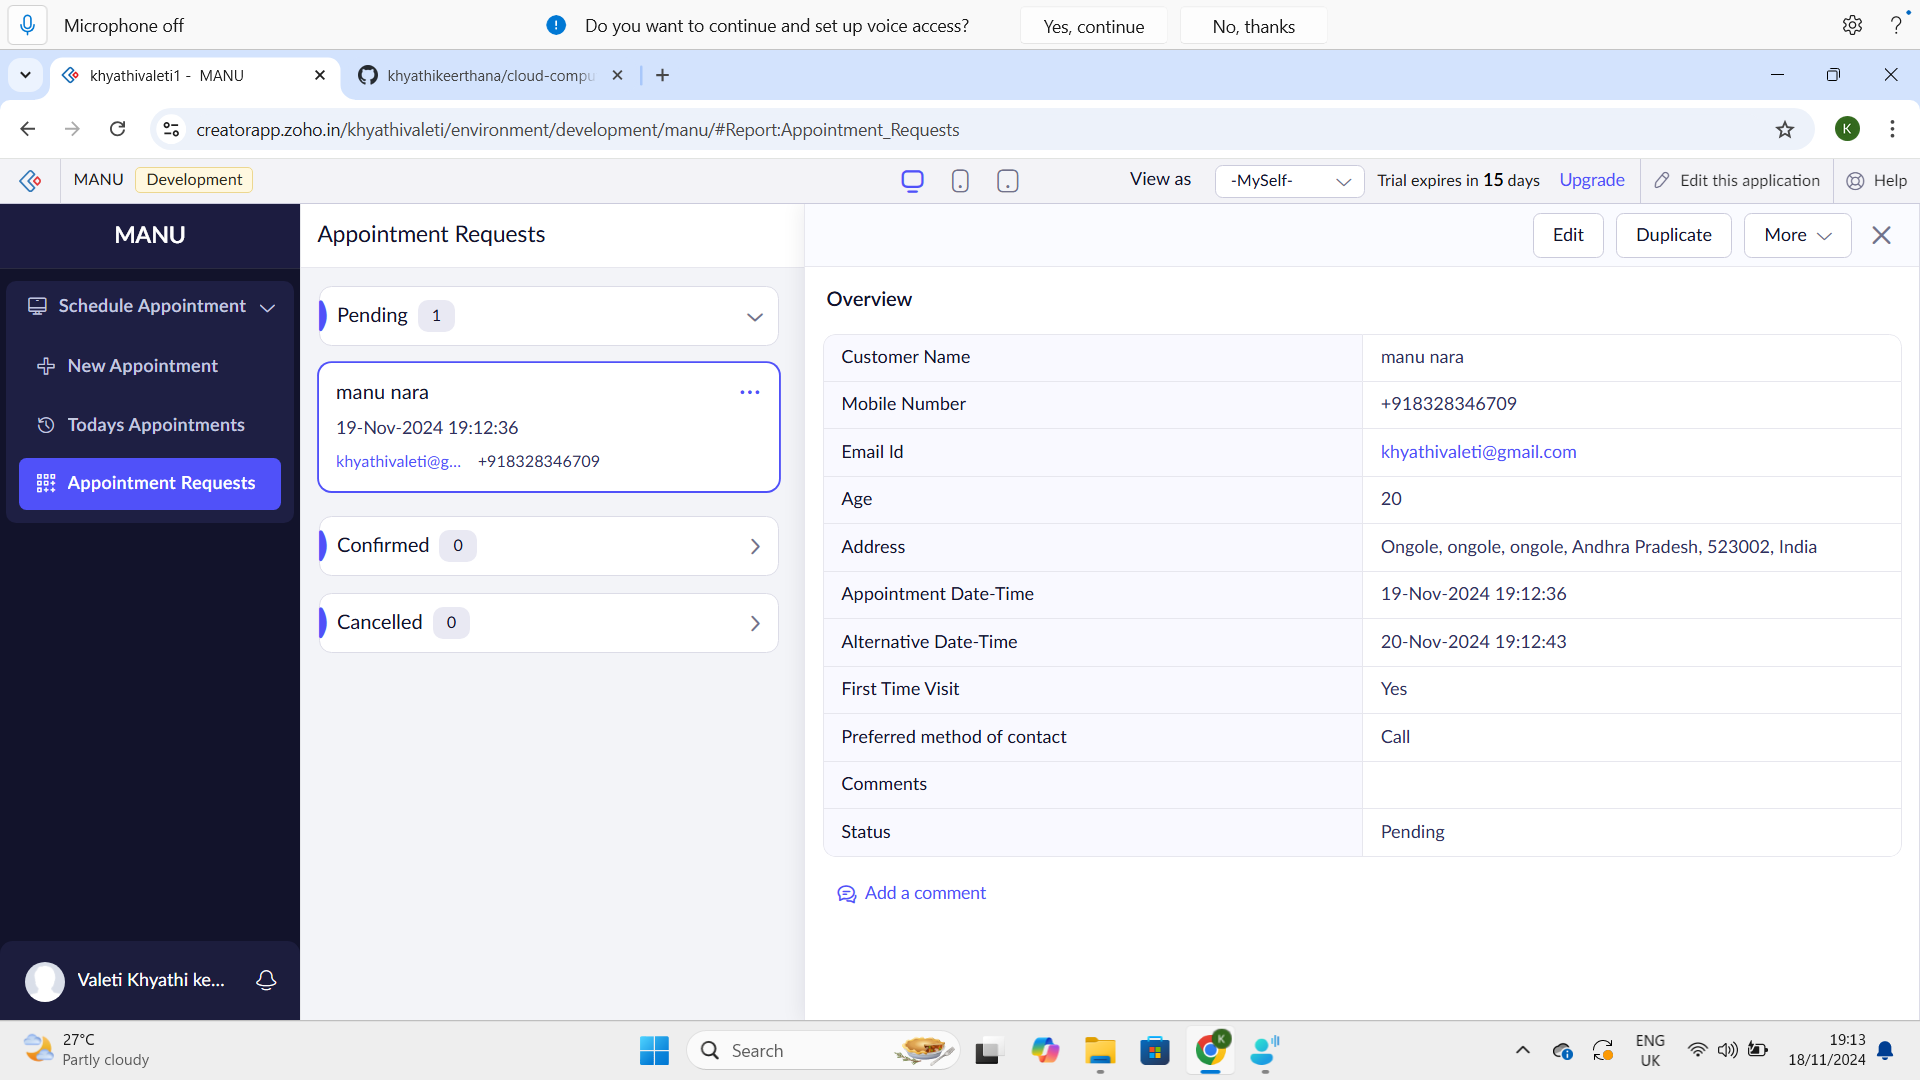 Microphone off
Do you want to continue and set up voice access?
Yes, continue
No, thanks
khyathivaleti1 - MANU
khyathikeerthana/cloud-compu
creatorapp.zoho.in/khyathivaleti/environment/development/manu/#Report:Appointment_Requests
K
MANU
Development
View as
-MySelf-
Trial expires in 15 days
Upgrade
Edit this application
Help
MANU
Schedule Appointment
New Appointment
Todays Appointments
Appointment Requests
Valeti Khyathi ke...
Appointment Requests
Pending 1
manu nara
19-Nov-2024 19:12:36
khyathivaleti@g... +918328346709
Confirmed 0
Cancelled 0
Edit
Duplicate
More
Overview
Customer Name manu nara
Mobile Number +918328346709
Email Id khyathivaleti@gmail.com
Age 20
Address Ongole, ongole, ongole, Andhra Pradesh, 523002, India
Appointment Date-Time 19-Nov-2024 19:12:36
Alternative Date-Time 20-Nov-2024 19:12:43
First Time Visit Yes
Preferred method of contact Call
Comments
Status Pending
Add a comment
27°C
Partly cloudy
Search
K
ENG
UK
19:13
18/11/2024